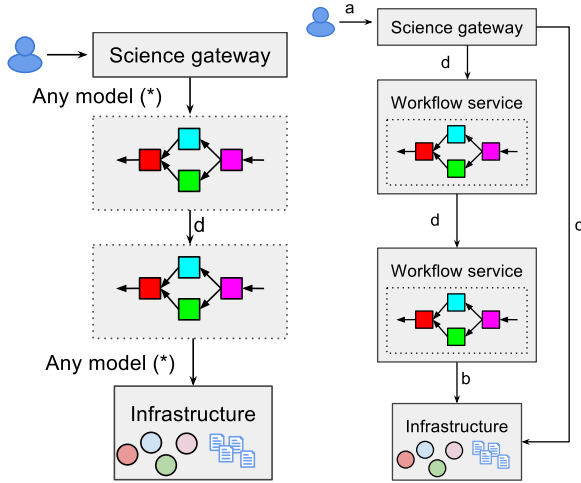 Science gateway
Any model (*)
d
Any model (*)
Infrastructure
a
Science gateway
d
Workflow service
d
c
Workflow service
b
Infrastructure